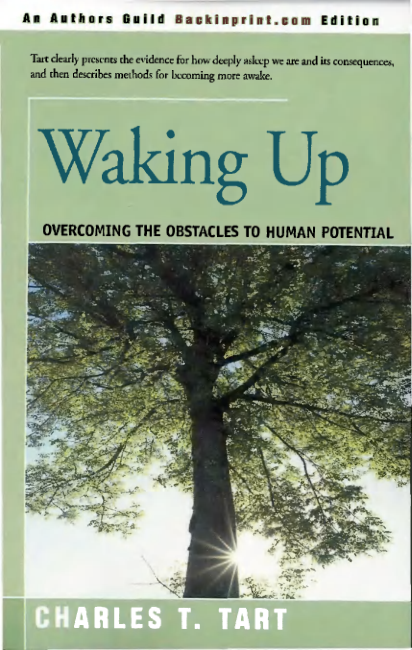 An Authors Guild Backinprint.com Edition
Tart clearly presents the evidence for how deeply asleep we are and its consequences,
and then describes methods for becoming more awake.
Waking Up
OVERCOMING THE OBSTACLES TO HUMAN POTENTIAL
CHARLES T. TART